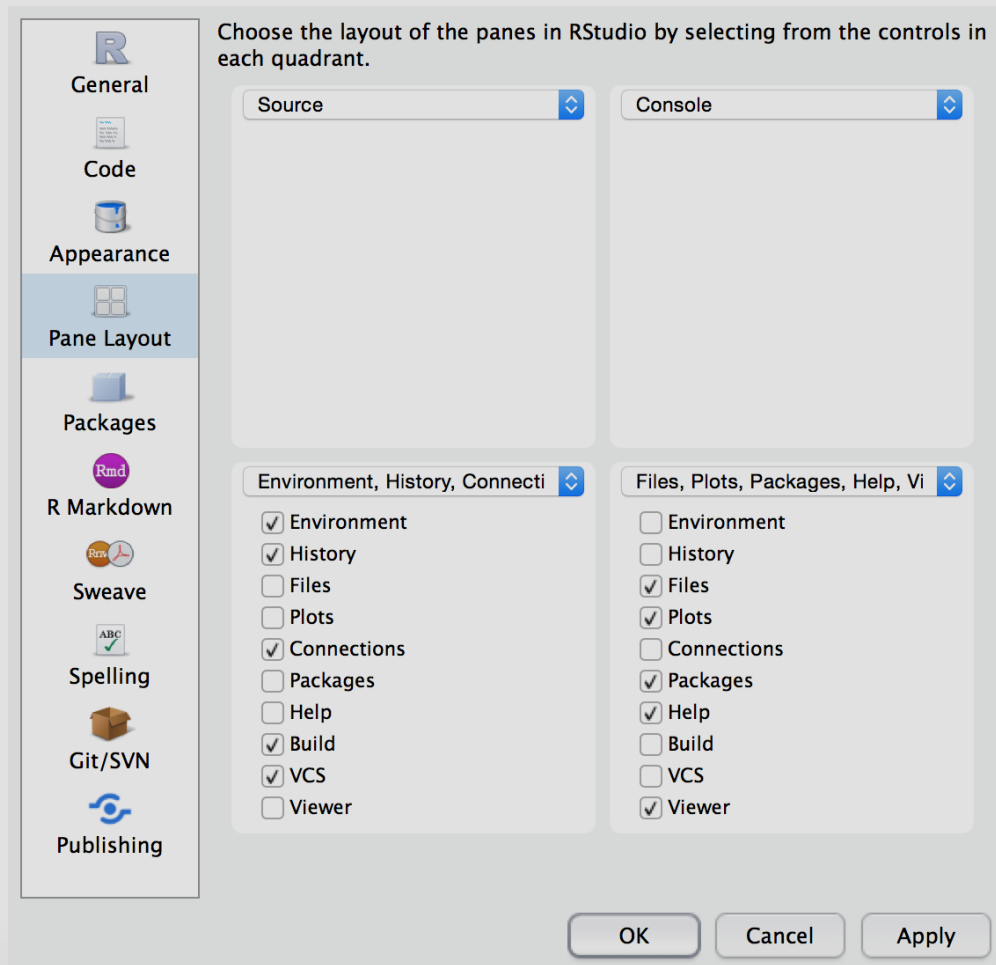 Choose the layout of the panes in RStudio by selecting from the controls in
each quadrant.
R
General
Code
Appearance
Pane Layout
Packages
Rmd
R Markdown
Rnw
Sweave
ABC
Spelling
Git/SVN
Publishing
Source
Console
Environment, History, Connecti
Environment
History
Files
Plots
Connections
Packages
Help
Build
VCS
Viewer
Files, Plots, Packages, Help, Vi
Environment
History
Files
Plots
Connections
Packages
Help
Build
VCS
Viewer
OK
Cancel
Apply